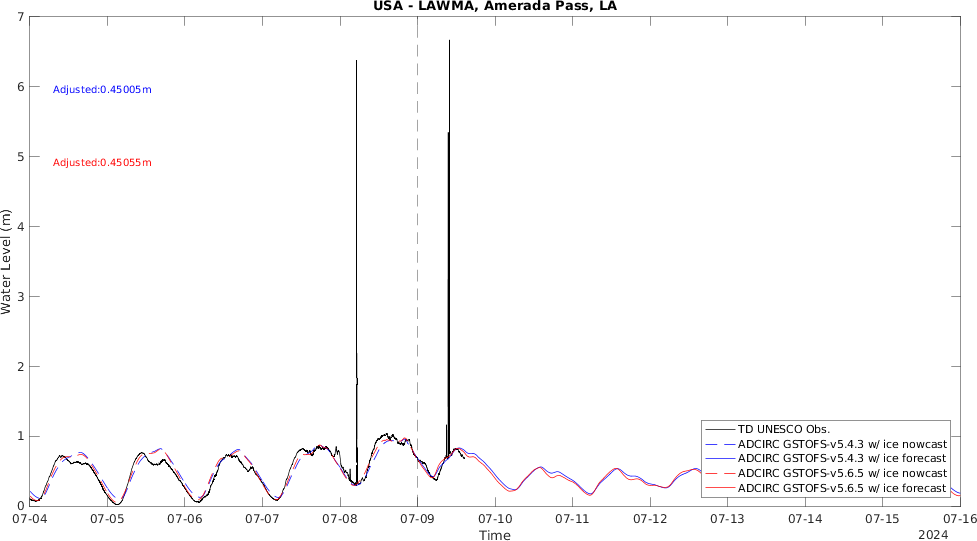 USA - LAWMA, Amerada Pass, LA
7
6
5
4
3
2
1
0
Water Level (m)
Adjusted:0.45005m
Adjusted:0.45055m
TD UNESCO Obs.
ADCIRC GSTOFS-v5.4.3 w/ ice nowcast
ADCIRC GSTOFS-v5.4.3 w/ ice forecast
ADCIRC GSTOFS-v5.6.5 w/ ice nowcast
ADCIRC GSTOFS-v5.6.5 w/ ice forecast
07-04 07-05 07-06 07-07 07-08 07-09 07-10 07-11 07-12 07-13 07-14 07-15 07-16
Time
2024